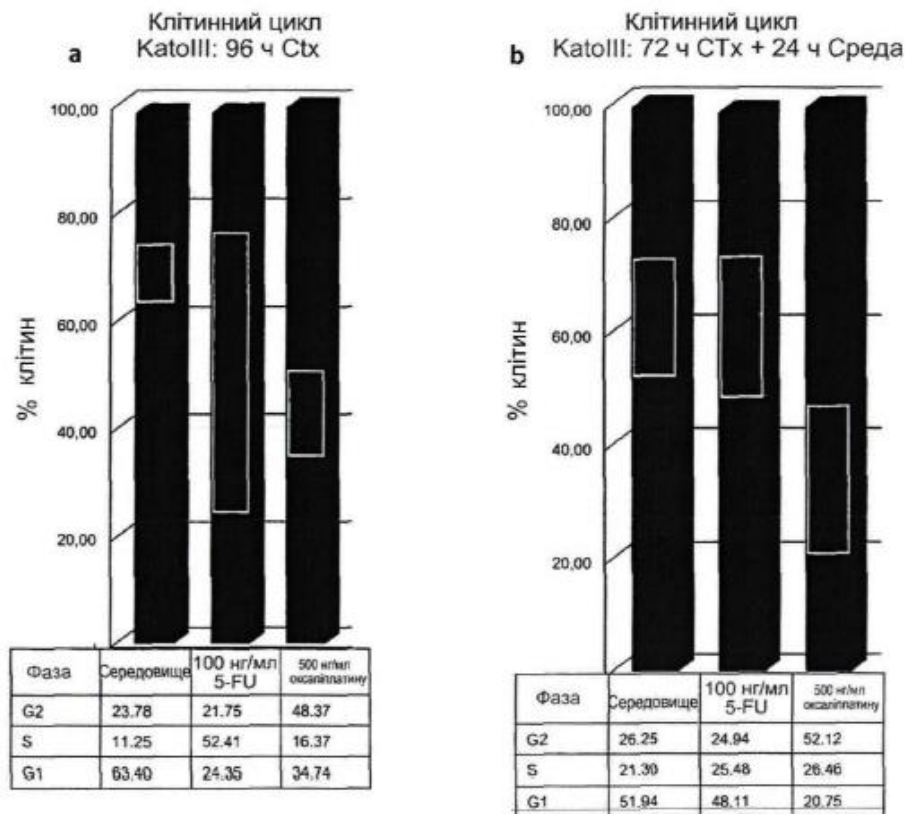 Клітинний цикл
a KatoIII: 96 ч Ctx
% клітин
100,00
80,00
60,00
40,00
20,00
Фаза Середовище 100 нг/мл 5-FU 500 нг/мл оксаліплатину
G2 23.78 21.75 48.37
S 11.25 52.41 16.37
G1 63.40 24.35 34.74
Клітинний цикл
b KatoIII: 72 ч CTx + 24 ч Среда
% клітин
100,00
80,00
60,00
40,00
20,00
Фаза Середовище 100 нг/мл 5-FU 500 нг/мл оксаліплатину
G2 26.25 24.94 52.12
S 21.30 25.48 26.46
G1 51.94 48.11 20.75